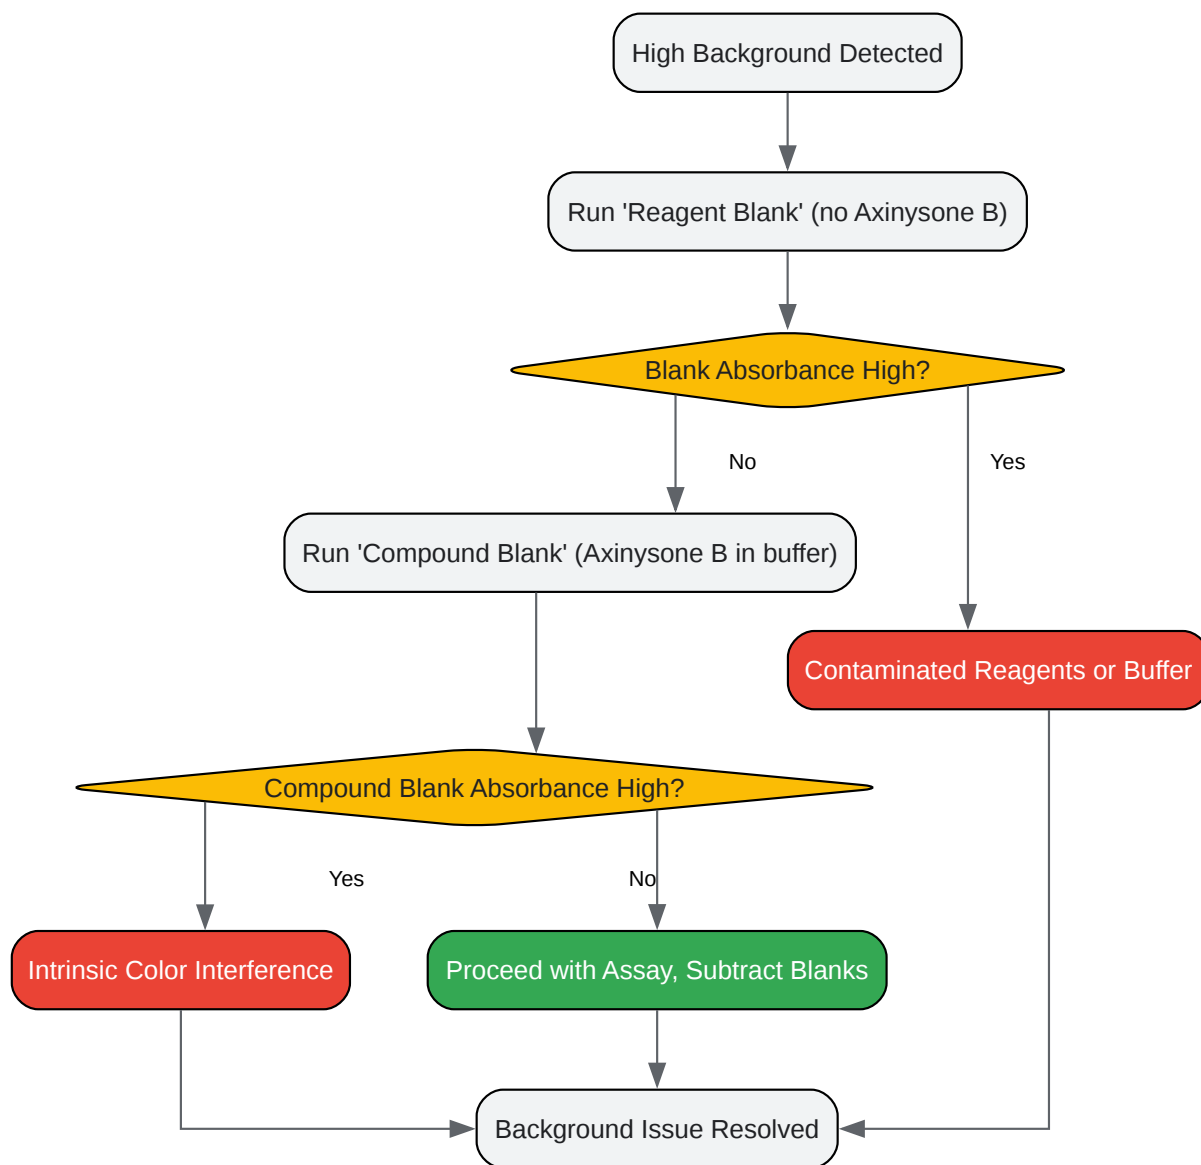 High Background Detected
Run 'Reagent Blank' (no Axinysone B)
Blank Absorbance High?
No
Yes
Run 'Compound Blank' (Axinysone B in buffer)
Contaminated Reagents or Buffer
Compound Blank Absorbance High?
Yes
No
Intrinsic Color Interference
Proceed with Assay, Subtract Blanks
Background Issue Resolved